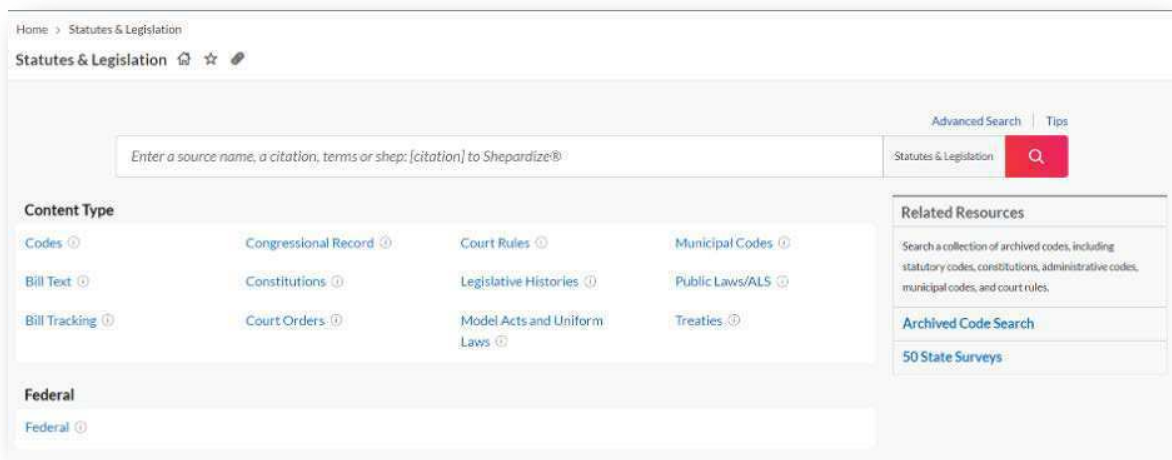 Home > Statutes & Legislation
Statutes & Legislation
Advanced Search | Tips
Enter a source name, a citation, terms or shep: [citation] to Shepardize®
Statutes & Legislation
Content Type
Codes
Congressional Record
Court Rules
Municipal Codes
Bill Text
Constitutions
Legislative Histories
Public Laws/ALS
Bill Tracking
Court Orders
Model Acts and Uniform
Laws
Treaties
Related Resources
Search a collection of archived codes, including
statutory codes, constitutions, administrative codes,
municipal codes, and court rules.
Archived Code Search
50 State Surveys
Federal
Federal